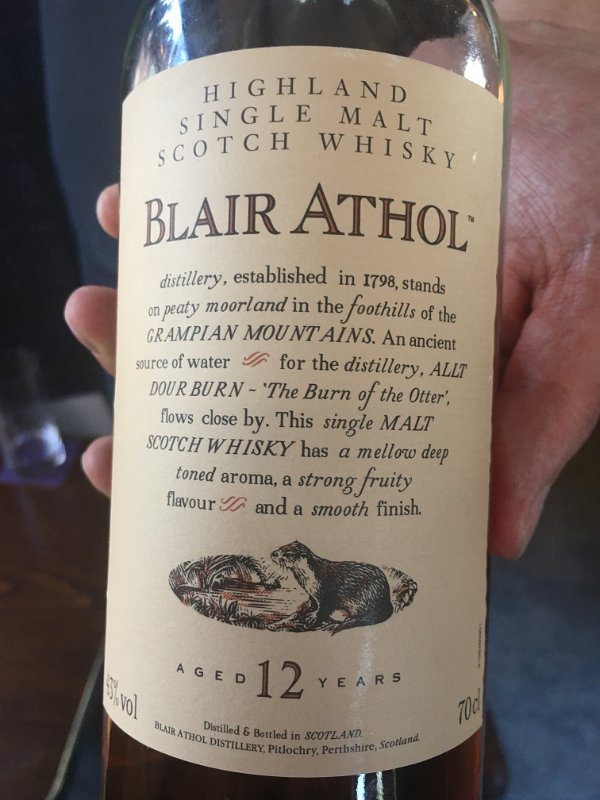 HIGHLAND
SINGLE MALT
SCOTCH WHISKY
BLAIR ATHOL™
distillery, established in 1798, stands
on peaty moorland in the foothills of the
GRAMPIAN MOUNTAINS. An ancient
source of water for the distillery, ALLT
DOUR BURN ~ 'The Burn of the Otter',
flows close by. This single MALT
SCOTCH WHISKY has a mellow deep
toned aroma, a strong fruity
flavour and a smooth finish.
AGED 12 YEARS
43% vol
70cl
Distilled & Bottled in SCOTLAND.
BLAIR ATHOL DISTILLERY, Pitlochry, Perthshire, Scotland.